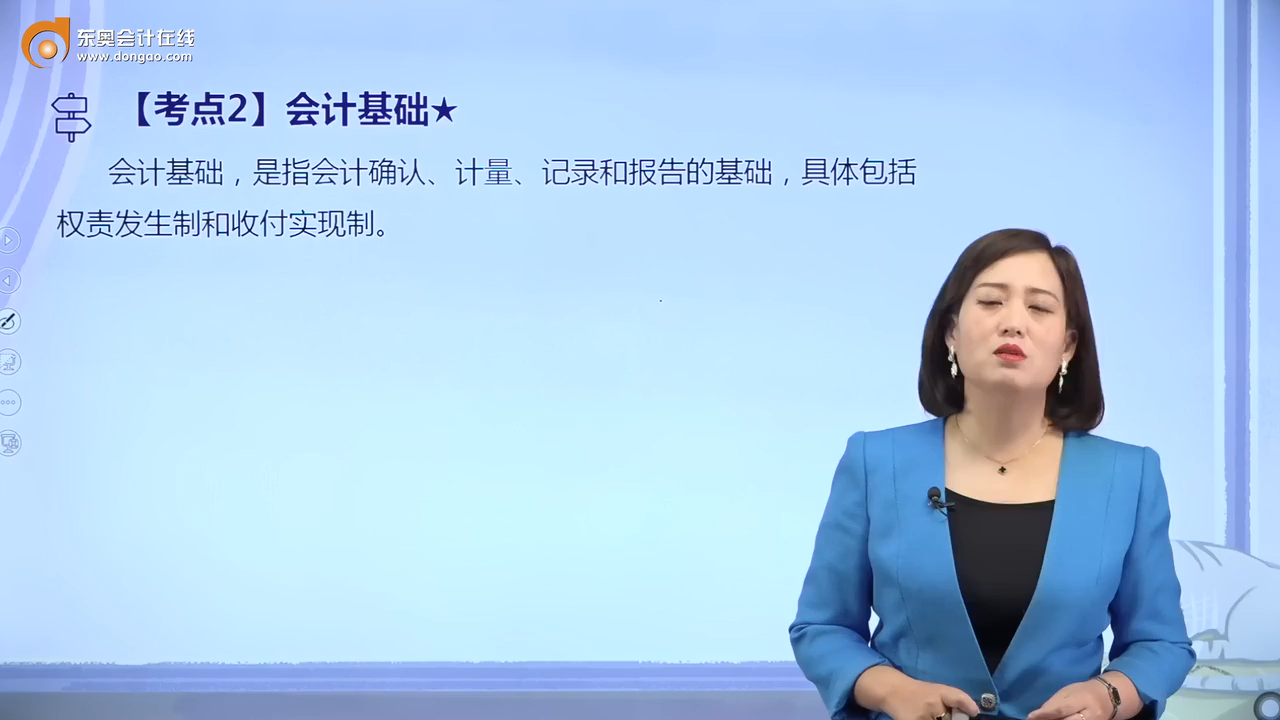 东奥会计在线
www.dongao.com
【考点2】会计基础★
会计基础，是指会计确认、计量、记录和报告的基础，具体包括
权责发生制和收付实现制。